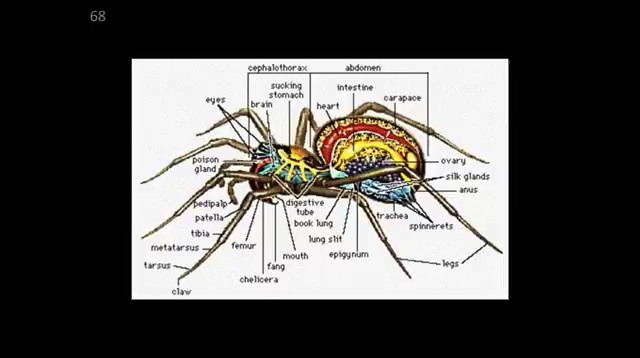 68
cephalothorax
abdomen
sucking
stomach
intestine
eyes
brain
heart
carapace
poison
gland
ovary
silk glands
anus
pedipalp
patella
digestive
tube
trachea
spinnerets
book lung
tibia
lung slit
metatarsus
femur
mouth
epigynum
tarsus
fang
legs
chelicera
claw